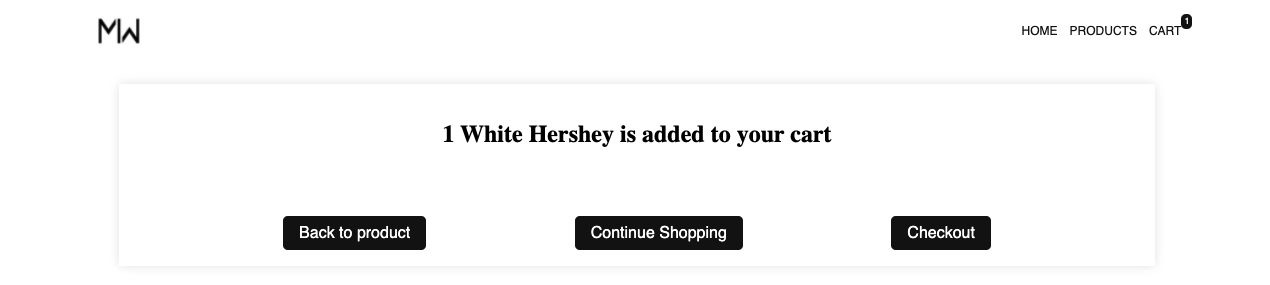 MW
HOME PRODUCTS CART 1
1 White Hershey is added to your cart
Back to product Continue Shopping Checkout